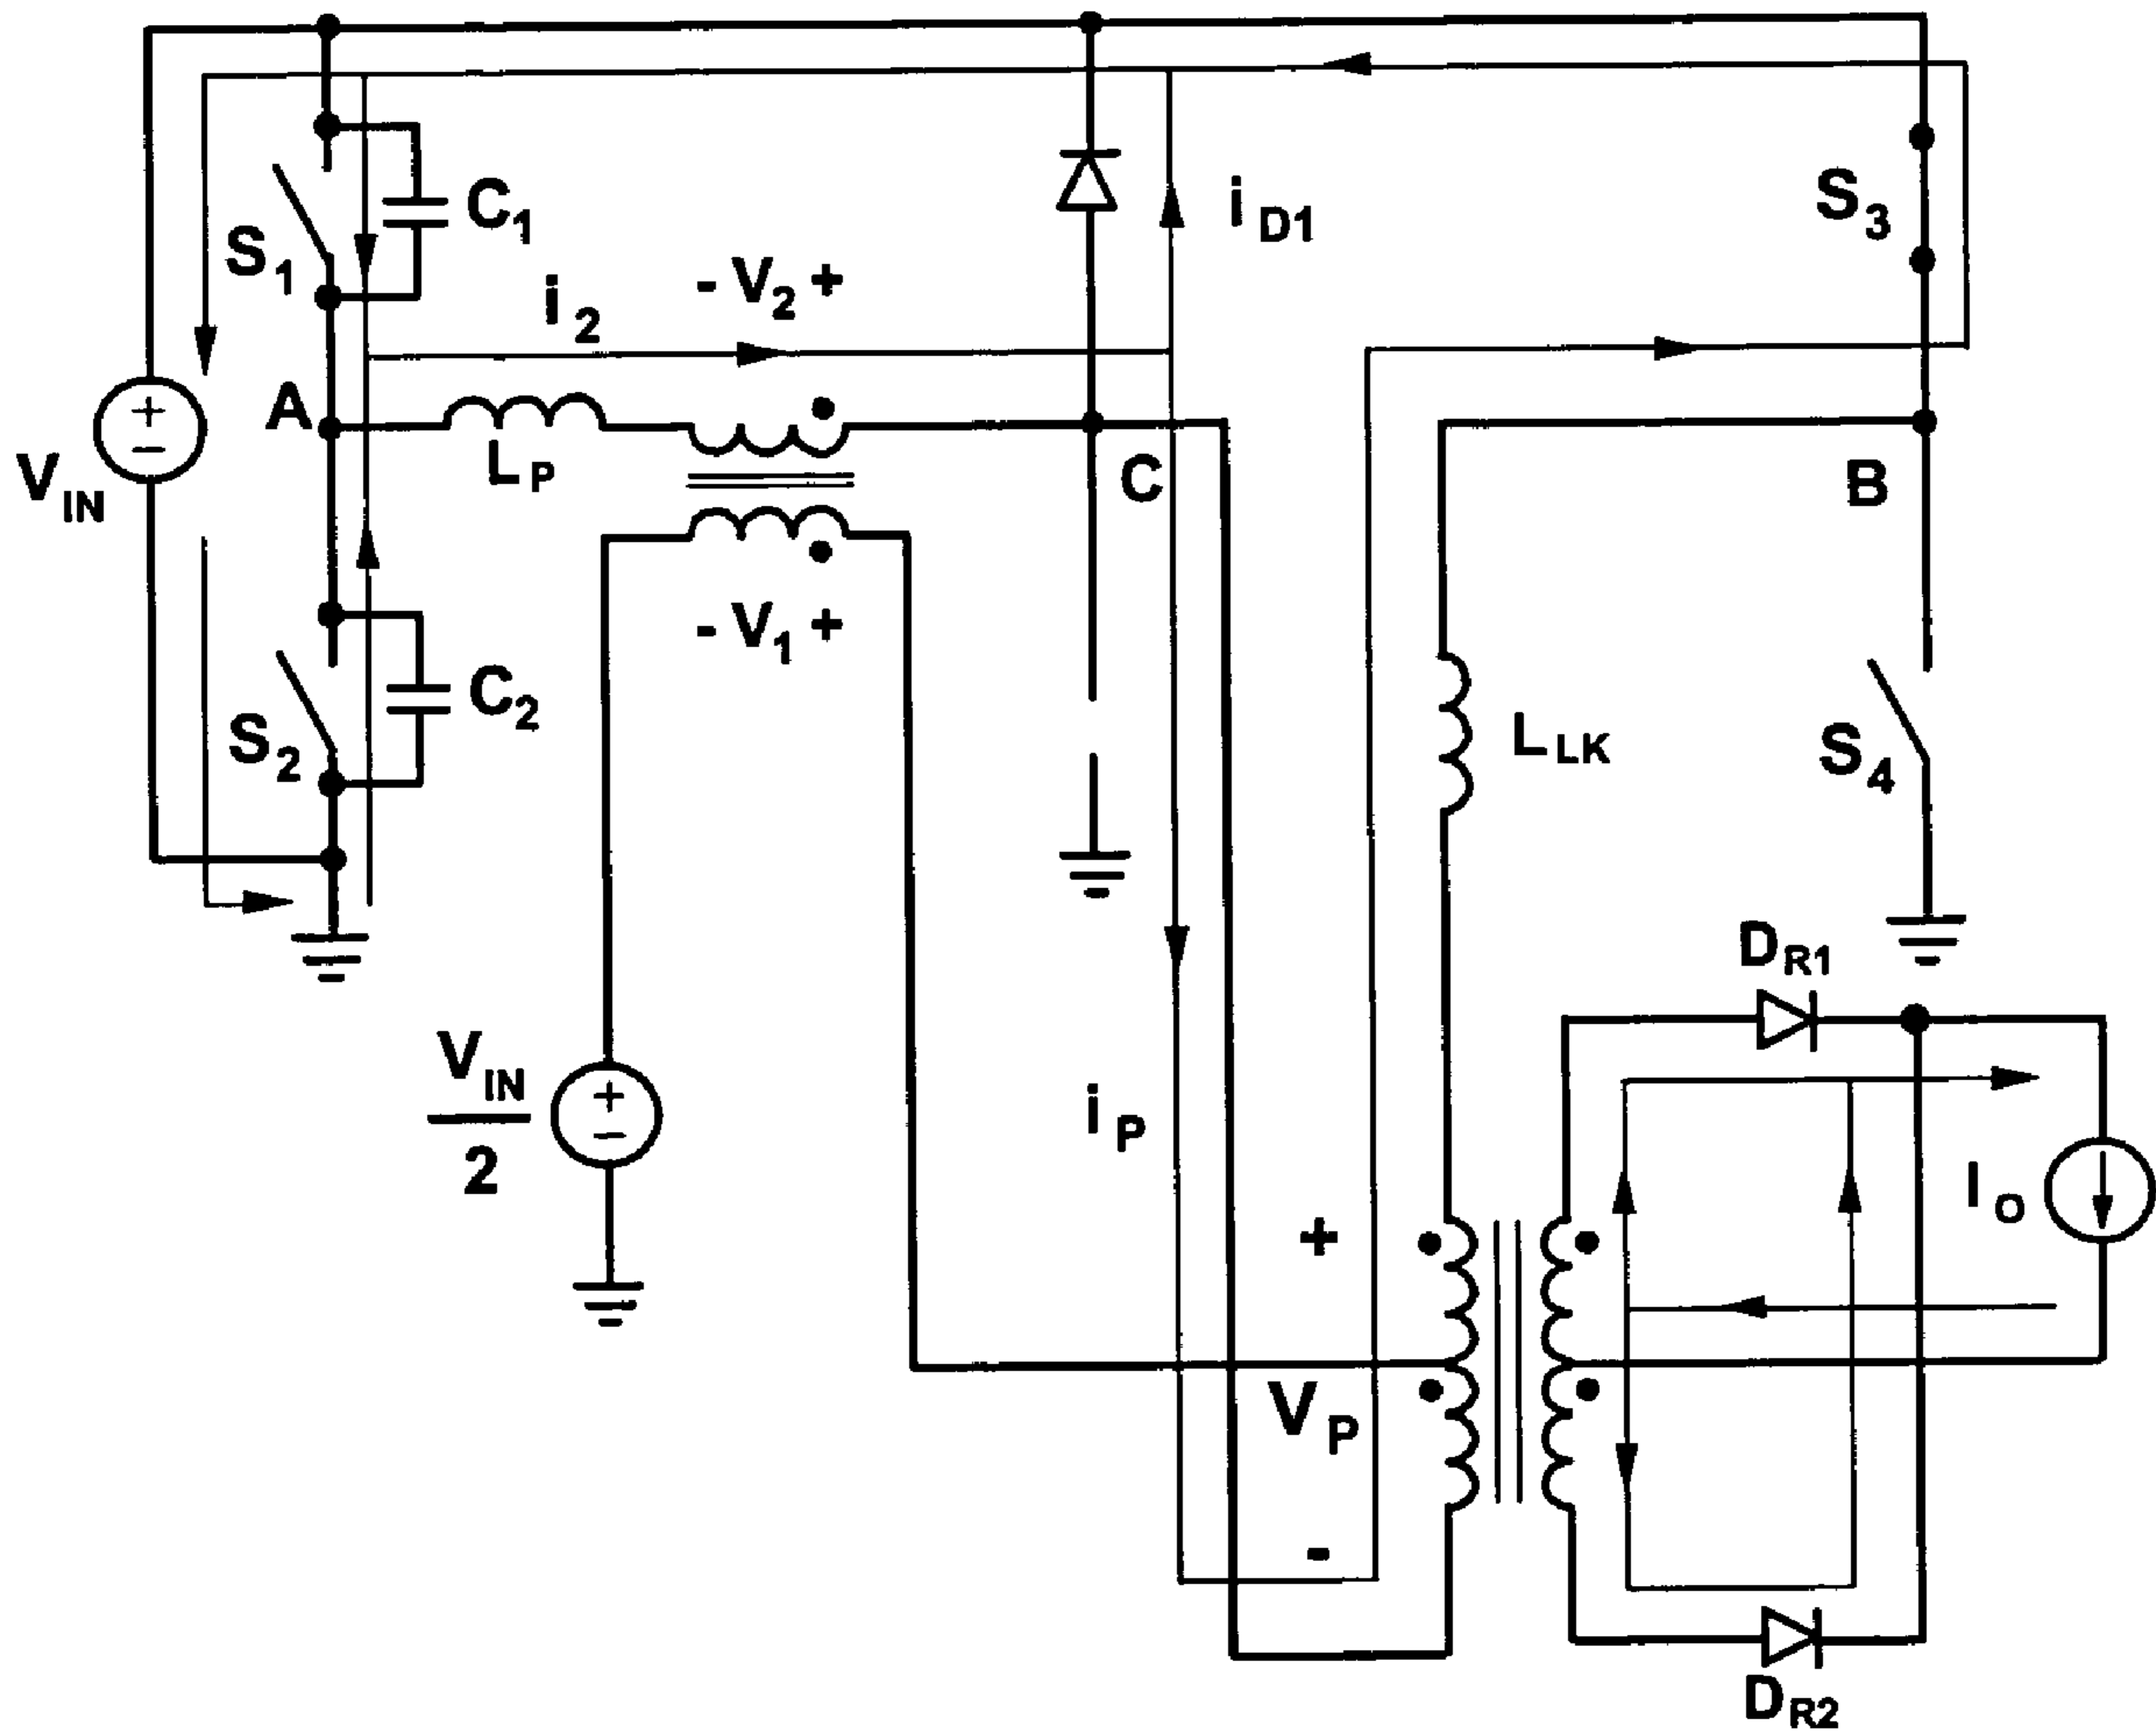 S1
C1
i2
- V2 +
iD1
S3
A
VIN
+
−
LP
C
B
- V1 +
S2
C2
LLK
S4
DR1
VIN
2
+
−
iP
IO
+
VP
-
DR2